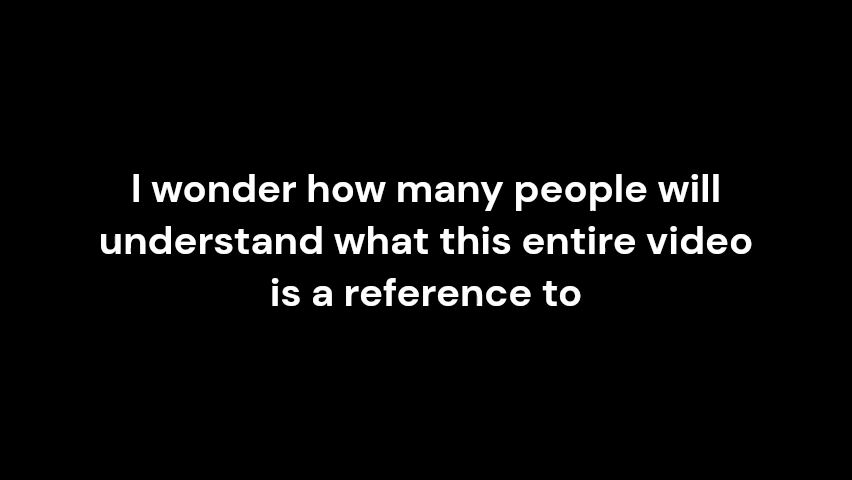 I wonder how many people will
understand what this entire video
is a reference to